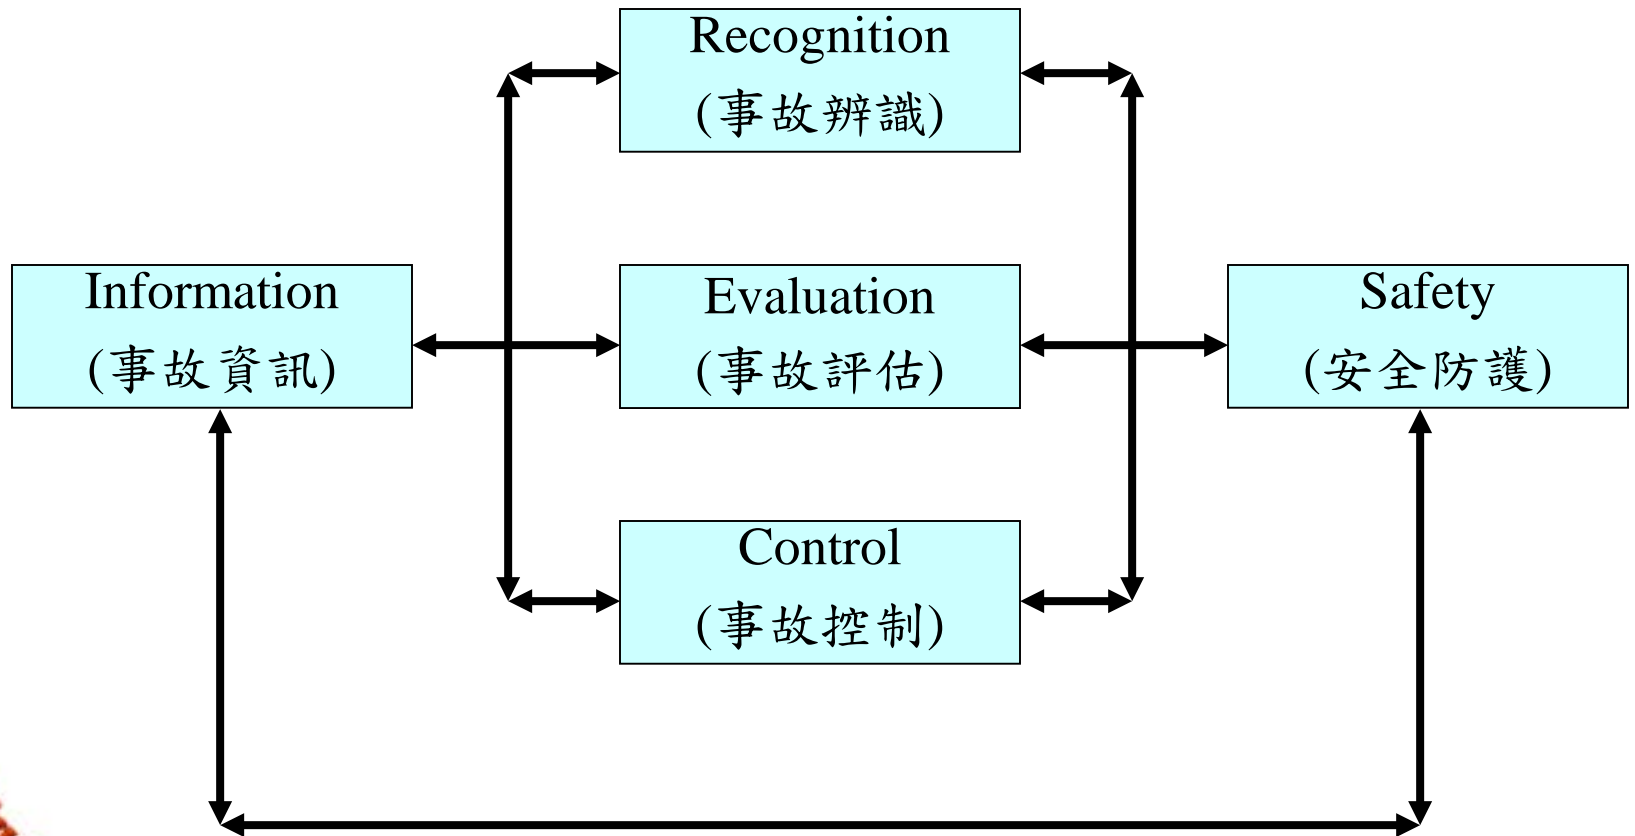 Recognition
(事故辨識)
Information
(事故資訊)
Evaluation
(事故評估)
Safety
(安全防護)
Control
(事故控制)